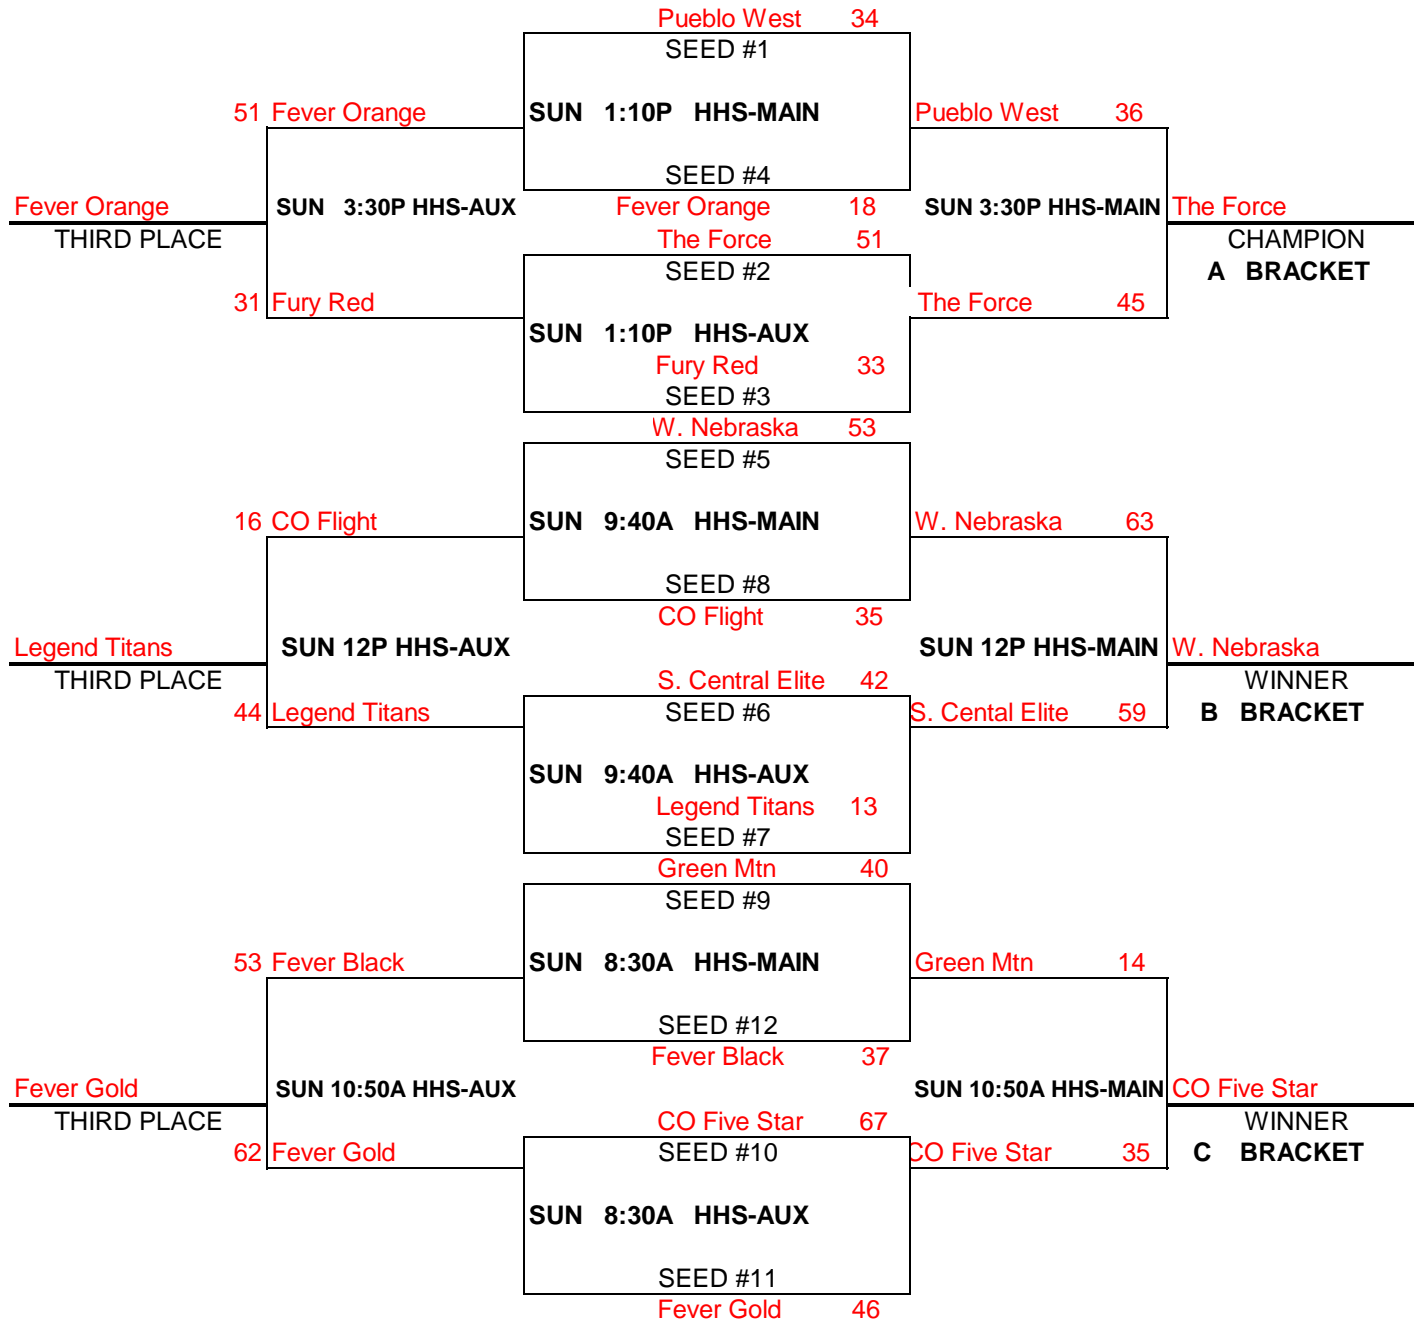 Pueblo West 34
SEED #1
51 Fever Orange SUN 1:10P HHS-MAIN Pueblo West 36
SEED #4
Fever Orange SUN 3:30P HHS-AUX Fever Orange 18 SUN 3:30P HHS-MAIN The Force
THIRD PLACE The Force 51 CHAMPION
SEED #2 A BRACKET
31 Fury Red The Force 45
SUN 1:10P HHS-AUX
Fury Red 33
SEED #3
W. Nebraska 53
SEED #5
16 CO Flight SUN 9:40A HHS-MAIN W. Nebraska 63
SEED #8
CO Flight 35
Legend Titans SUN 12P HHS-AUX SUN 12P HHS-MAIN W. Nebraska
THIRD PLACE S. Central Elite 42 WINNER
44 Legend Titans SEED #6 S. Cental Elite 59 B BRACKET
SUN 9:40A HHS-AUX
Legend Titans 13
SEED #7
Green Mtn 40
SEED #9
53 Fever Black SUN 8:30A HHS-MAIN Green Mtn 14
SEED #12
Fever Black 37
Fever Gold SUN 10:50A HHS-AUX SUN 10:50A HHS-MAIN CO Five Star
THIRD PLACE CO Five Star 67 WINNER
62 Fever Gold SEED #10 CO Five Star 35 C BRACKET
SUN 8:30A HHS-AUX
SEED #11
Fever Gold 46